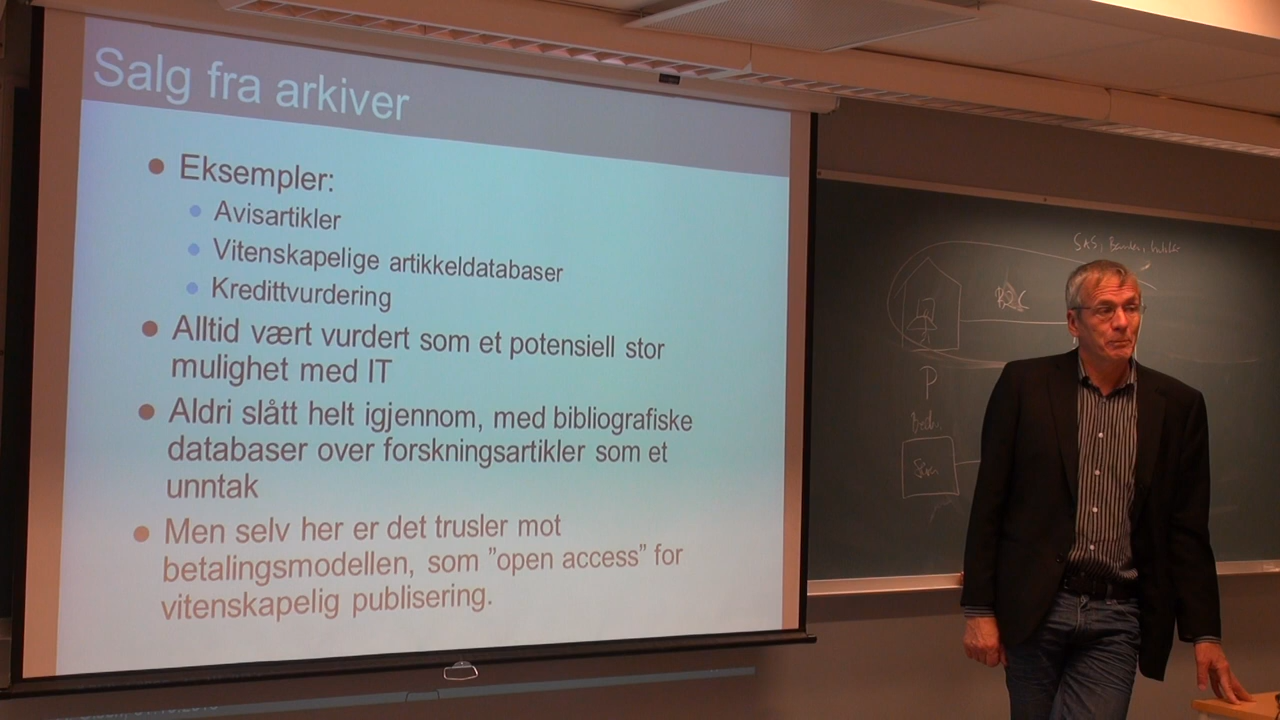 Salg fra arkiver
Eksempler:
Avisartikler
Vitenskapelige artikkeldatabaser
Kredittvurdering
Alltid vært vurdert som et potensiell stor
mulighet med IT
Aldri slått helt igjennom, med bibliografiske
databaser over forskningsartikler som et
unntak
Men selv her er det trusler mot
betalingsmodellen, som ”open access” for
vitenskapelig publisering.
SAS,
B2C
P